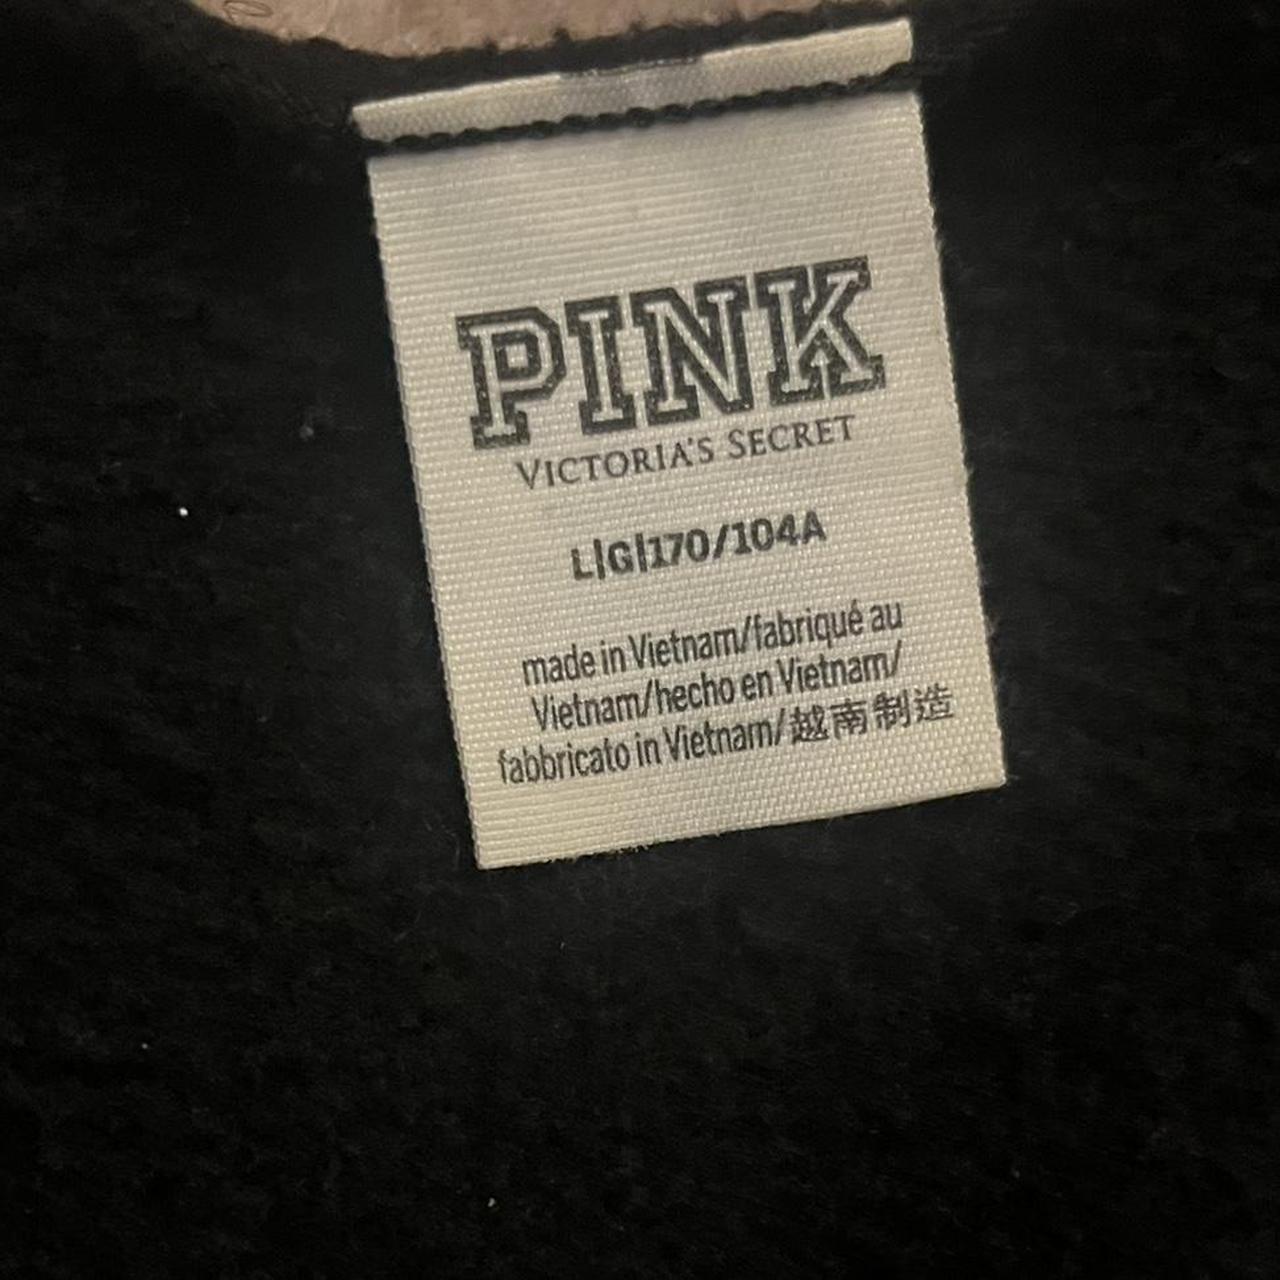 PINK
VICTORIA'S SECRET
L|G|170/104A
made in Vietnam/fabriqué au
Vietnam/hecho en Vietnam/
fabbricato in Vietnam/越南制造